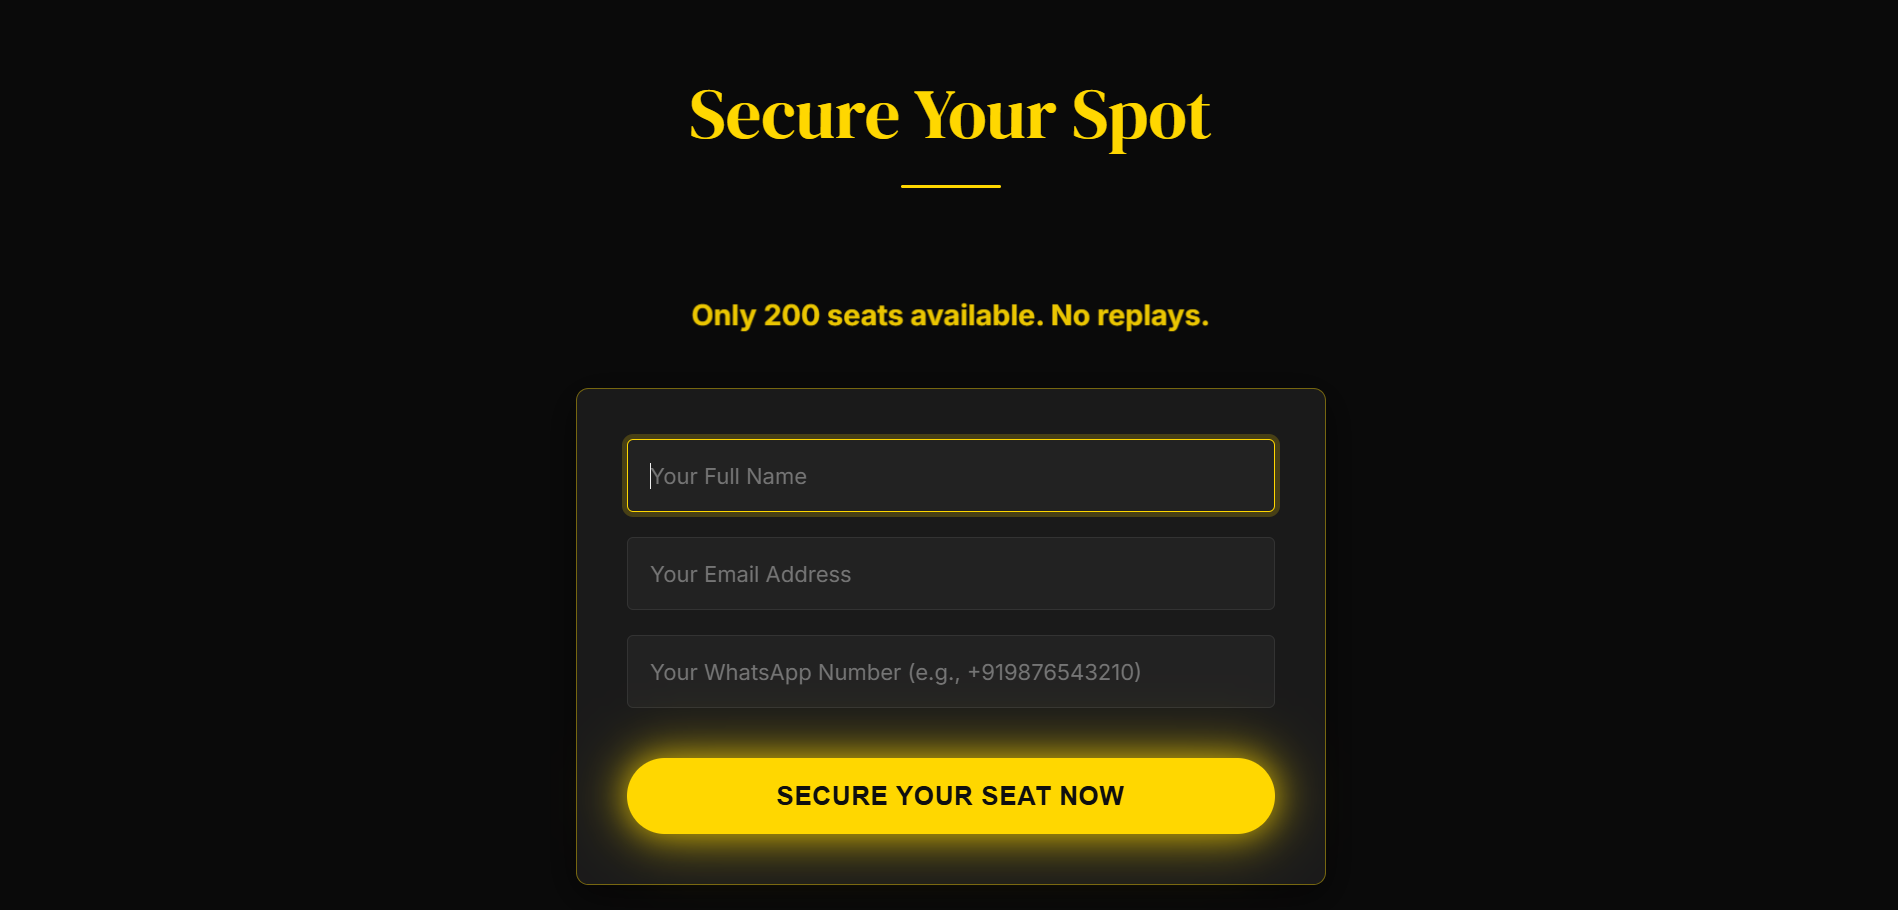 Secure Your Spot
Only 200 seats available. No replays.
Your Full Name
Your Email Address
Your WhatsApp Number (e.g., +919876543210)
SECURE YOUR SEAT NOW